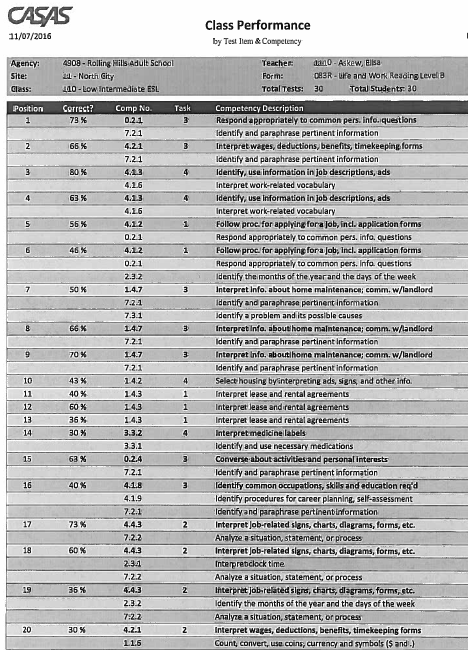 CASAS
11/07/2016
Class Performance
by Test Item & Competency
Agency: 4908 - Rolling Hills Adult School Teacher: Askew, Elisa
Site: - North City Form: 083R - Life and Work Reading Level B
Class: 110 - Low Intermediate ESL Total Tests: 30 Total Students: 30
Position Correct? Comp No. Task Competency Description
1 73 % 0.2.1 3 Respond appropriately to common pers. info. questions
7.2.1 Identify and paraphrase pertinent information
2 66 % 4.2.1 3 Interpret wages, deductions, benefits, timekeeping forms
7.2.1 Identify and paraphrase pertinent information
3 80 % 4.1.3 4 Identify, use information in job descriptions, ads
4.1.6 Interpret work-related vocabulary
4 63 % 4.1.3 4 Identify, use information in job descriptions, ads
4.1.6 Interpret work-related vocabulary
5 56 % 4.1.2 1 Follow proc. for applying for a job, incl. application forms
0.2.1 Respond appropriately to common pers. info. questions
6 46 % 4.1.2 1 Follow proc. for applying for a job, incl. application forms
0.2.1 Respond appropriately to common pers. info. questions
2.3.2 Identify the months of the year and the days of the week
7 50 % 1.4.7 3 Interpret info. about home maintenance; comm. w/landlord
7.2.1 Identify and paraphrase pertinent information
7.3.1 Identify a problem and its possible causes
8 66 % 1.4.7 3 Interpret info. about home maintenance; comm. w/landlord
7.2.1 Identify and paraphrase pertinent information
9 70 % 1.4.7 3 Interpret info. about home maintenance; comm. w/landlord
7.2.1 Identify and paraphrase pertinent information
10 43 % 1.4.2 4 Select housing by interpreting ads, signs, and other info.
11 40 % 1.4.3 1 Interpret lease and rental agreements
12 60 % 1.4.3 1 Interpret lease and rental agreements
13 36 % 1.4.3 1 Interpret lease and rental agreements
14 30 % 3.3.2 4 Interpret medicine labels
3.3.1 Identify and use necessary medications
15 63 % 0.2.4 3 Converse about activities and personal interests
7.2.1 Identify and paraphrase pertinent information
16 40 % 4.1.8 3 Identify common occupations, skills and education req'd
4.1.9 Identify procedures for career planning, self-assessment
7.2.1 Identify and paraphrase pertinent information
17 73 % 4.4.3 2 Interpret job-related signs, charts, diagrams, forms, etc.
7.2.2 Analyze a situation, statement, or process
18 60 % 4.4.3 2 Interpret job-related signs, charts, diagrams, forms, etc.
2.3.1 Interpret clock time
7.2.2 Analyze a situation, statement, or process
19 36 % 4.4.3 2 Interpret job-related signs, charts, diagrams, forms, etc.
2.3.2 Identify the months of the year and the days of the week
7.2.2 Analyze a situation, statement, or process
20 30 % 4.2.1 2 Interpret wages, deductions, benefits, timekeeping forms
1.1.6 Count, convert, use coins; currency and symbols ($ and .)